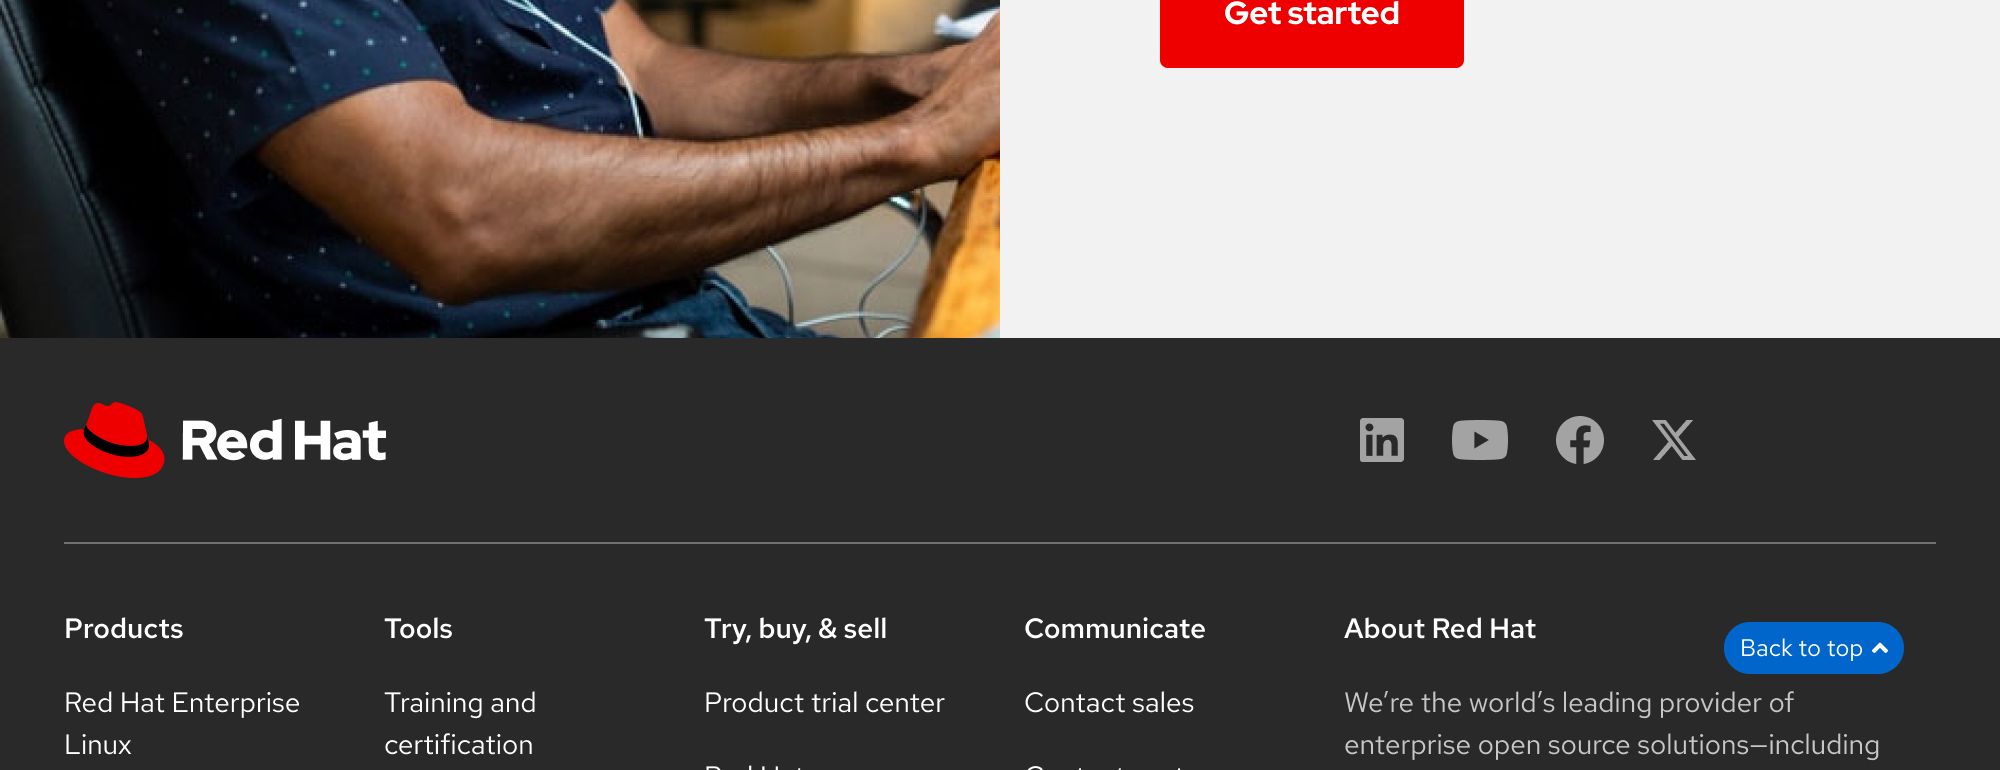 Get started
Red Hat
Products
Tools
Try, buy, & sell
Communicate
About Red Hat
Back to top
Red Hat Enterprise
Linux
Training and
certification
Product trial center
Contact sales
We’re the world’s leading provider of
enterprise open source solutions—including